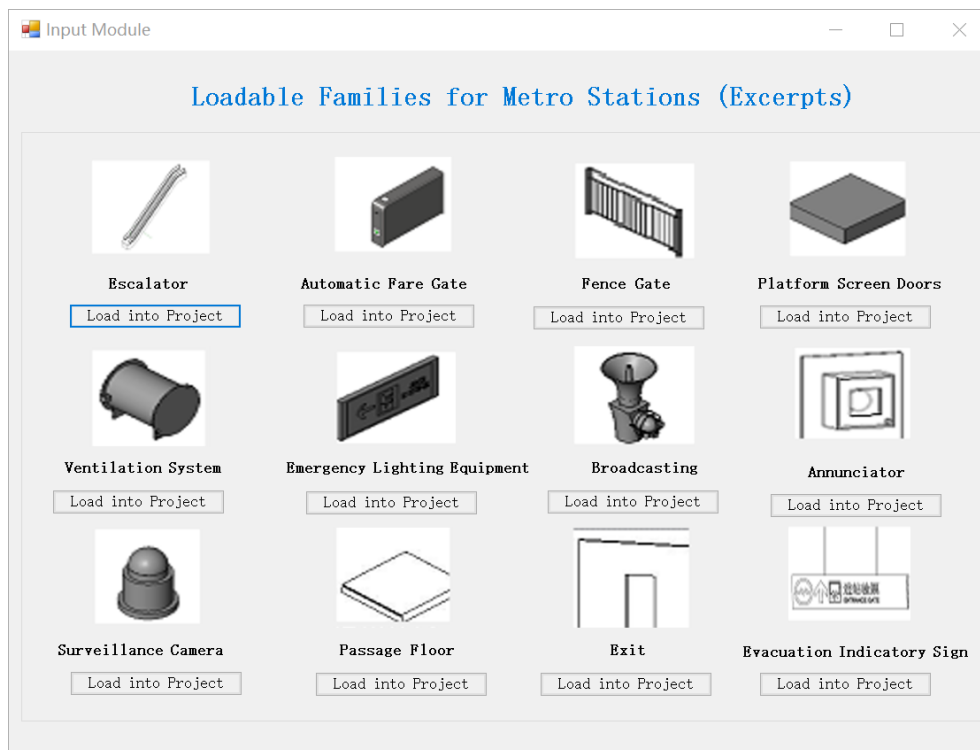 Input Module
Loadable Families for Metro Stations (Excerpts)
Escalator
Automatic Fare Gate
Fence Gate
Platform Screen Doors
Load into Project
Load into Project
Load into Project
Load into Project
Ventilation System
Emergency Lighting Equipment
Broadcasting
Annunciator
Load into Project
Load into Project
Load into Project
Load into Project
ENTRANCE GATE
Surveillance Camera
Passage Floor
Exit
Evacuation Indicatory Sign
Load into Project
Load into Project
Load into Project
Load into Project